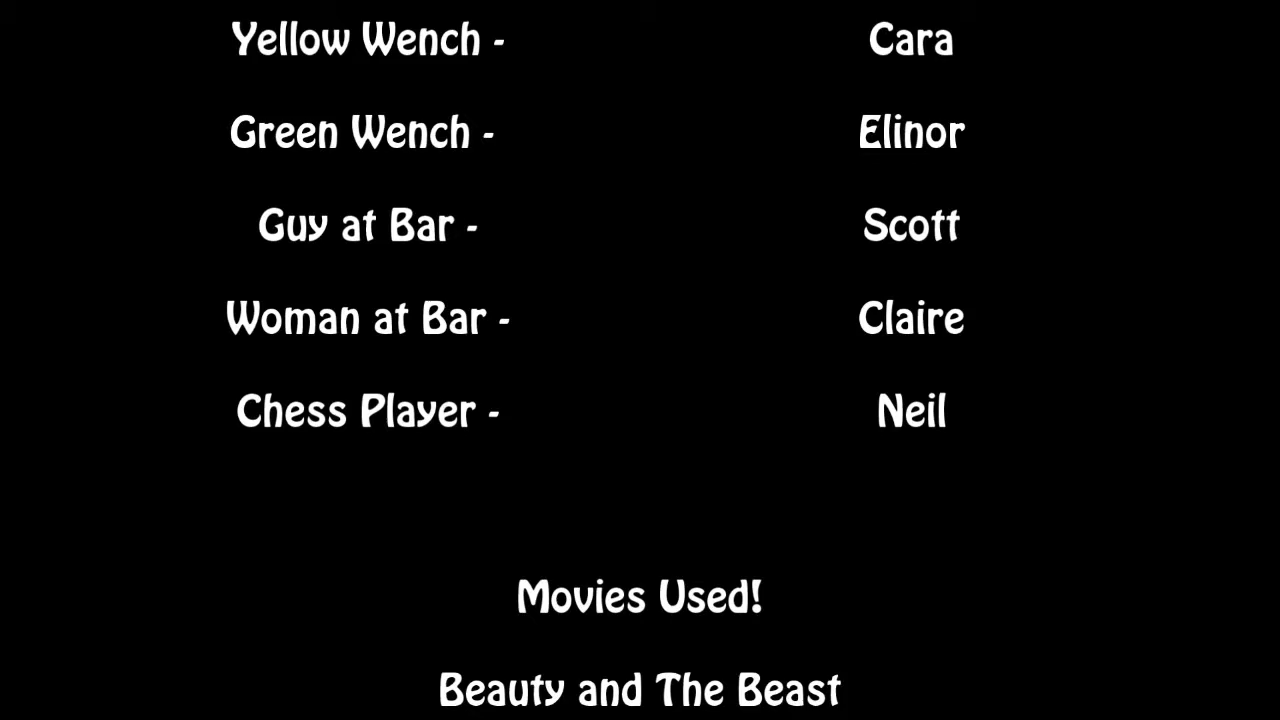 Yellow Wench - Cara
Green Wench - Elinor
Guy at Bar - Scott
Woman at Bar - Claire
Chess Player - Neil
Movies Used!
Beauty and The Beast